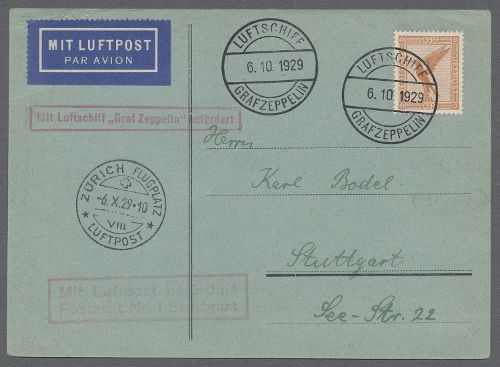 MIT LUFTPOST
PAR AVION
LUFTSCHIFF
6.10.1929
GRAFZEPPELIN
LUFTSCHIFF
6.10.1929
GRAFZEPPELIN
Mit Luftschiff „Graf Zeppelin" befördert
Herrn
Karl Bodel
ZÜRICH FLUGPLATZ
-6.X.29-10
VIII
LUFTPOST
Stuttgart
Mit Luftpost befördert
Postamt Nr. 1 Stuttgart
See-Str. 22